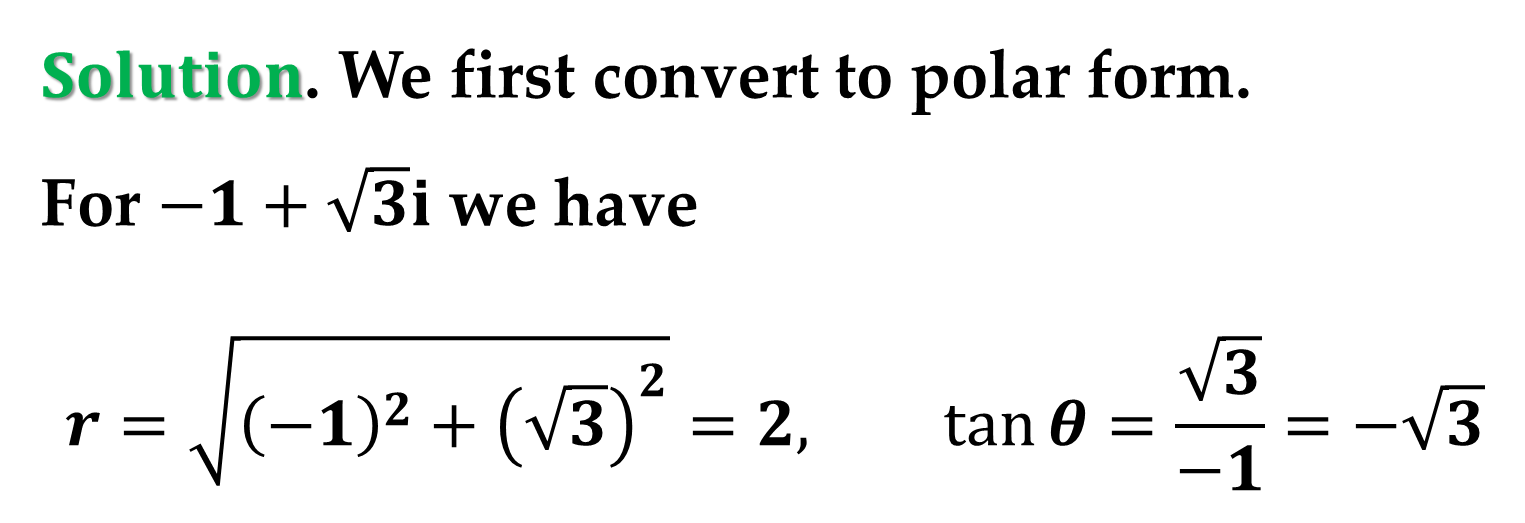 Solution. We first convert to polar form.
For −1 + √3i we have
r = √((−1)² + (√3)²) = 2, tan θ = √3/−1 = −√3